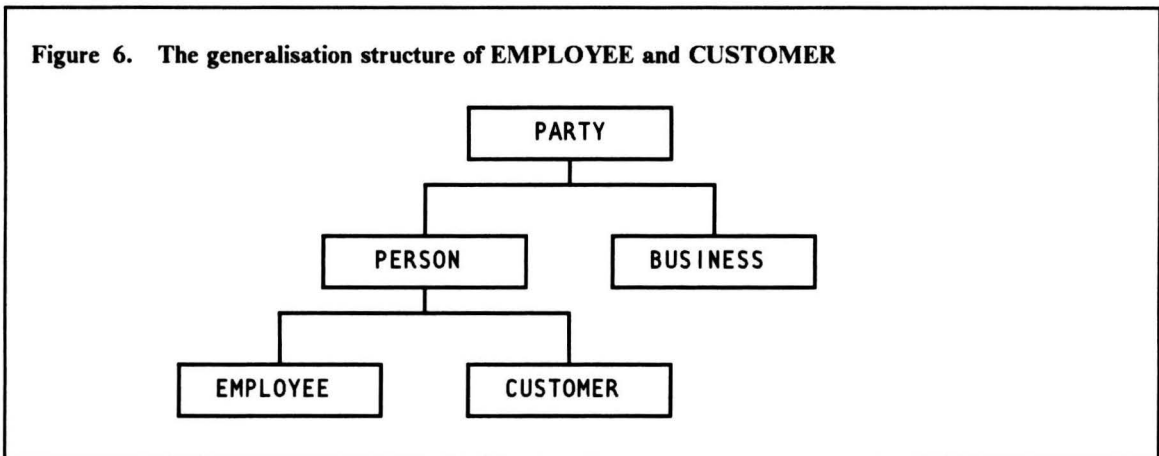 Figure 6. The generalisation structure of EMPLOYEE and CUSTOMER
PARTY
PERSON BUSINESS
EMPLOYEE CUSTOMER